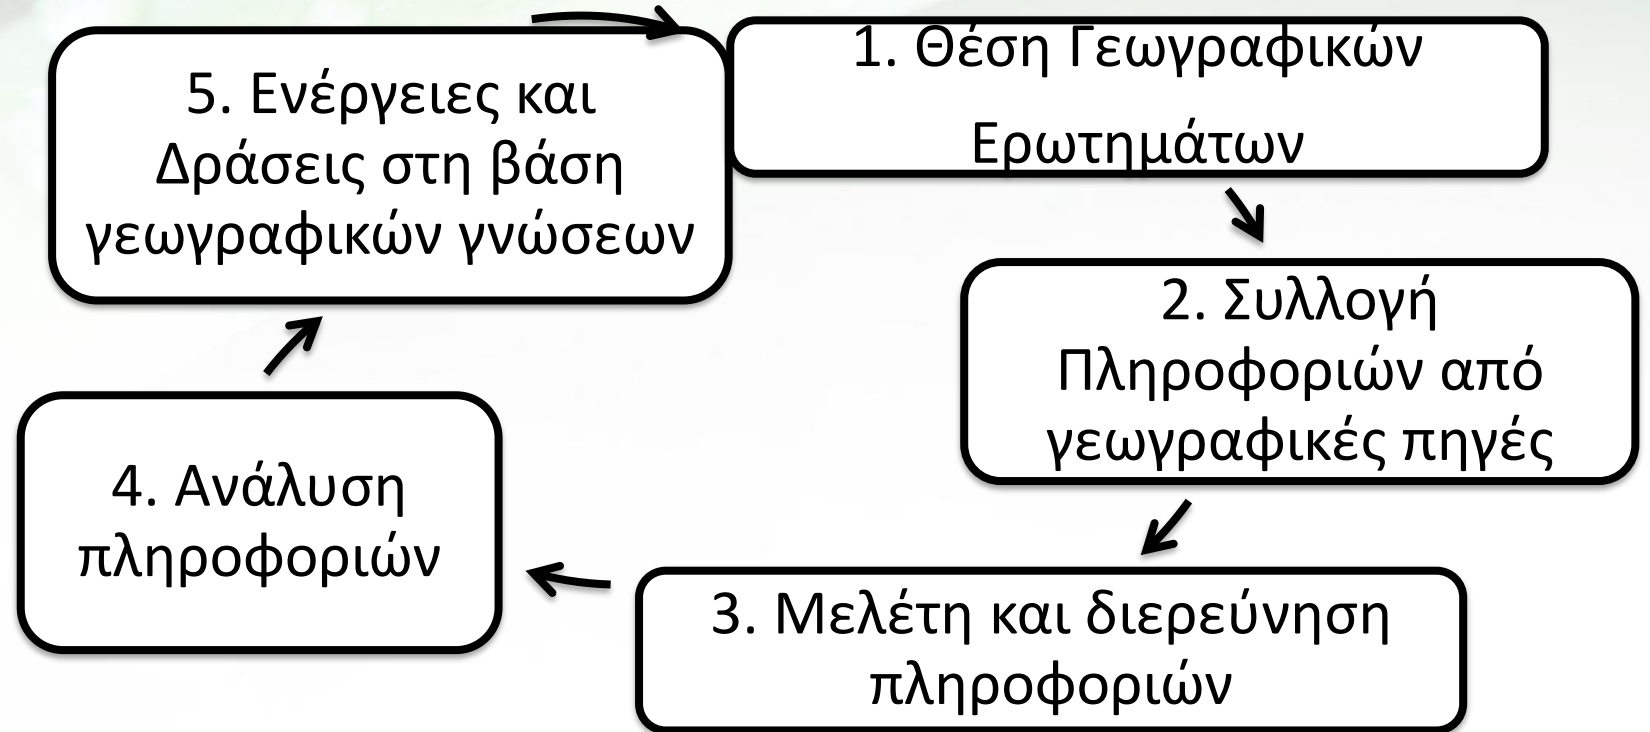 1. Θέση Γεωγραφικών
Ερωτημάτων
2. Συλλογή
Πληροφοριών από
γεωγραφικές πηγές
3. Μελέτη και διερεύνηση
πληροφοριών
4. Ανάλυση
πληροφοριών
5. Ενέργειες και
Δράσεις στη βάση
γεωγραφικών γνώσεων